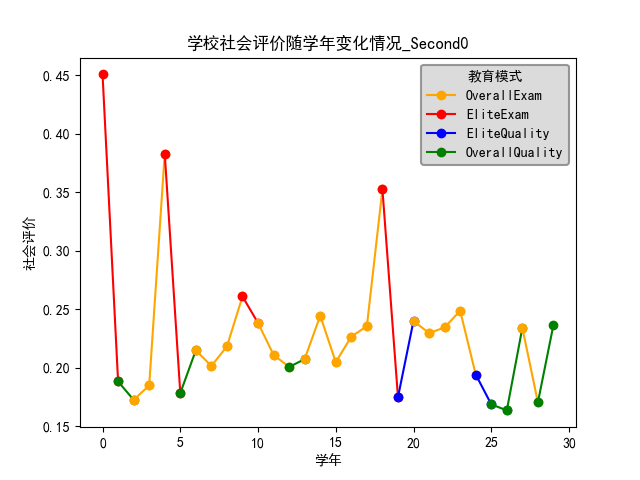 学校社会评价随学年变化情况_Second0
教育模式
OverallExam
EliteExam
EliteQuality
OverallQuality
社会评价
0.45
0.40
0.35
0.30
0.25
0.20
0.15
0 5 10 15 20 25 30
学年